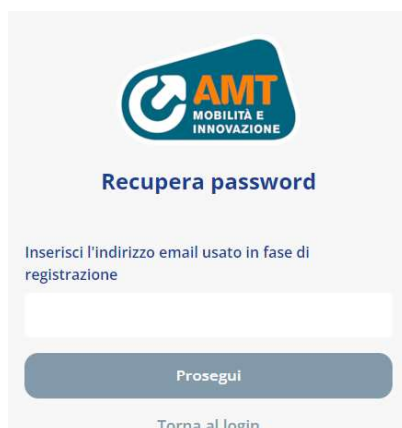 AMT
MOBILITÀ E
INNOVAZIONE
Recupera password
Inserisci l'indirizzo email usato in fase di
registrazione
Prosegui
Torna al login